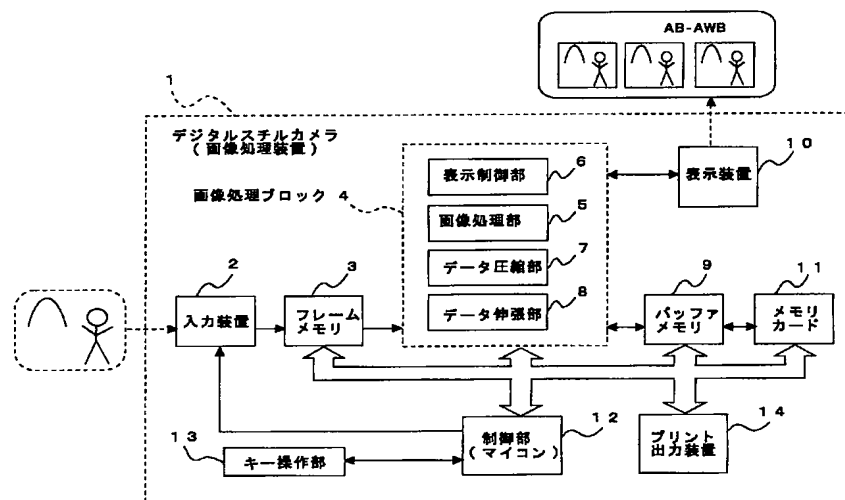 AB-AWB
1
デジタルスチルカメラ
(画像処理装置)
画像処理ブロック 4
表示制御部
6
画像処理部
5
データ圧縮部
7
データ伸張部
8
表示装置
10
2
入力装置
3
フレーム
メモリ
9
バッファ
メモリ
11
メモリ
カード
12
制御部
(マイコン)
13
キー操作部
14
プリント
出力装置